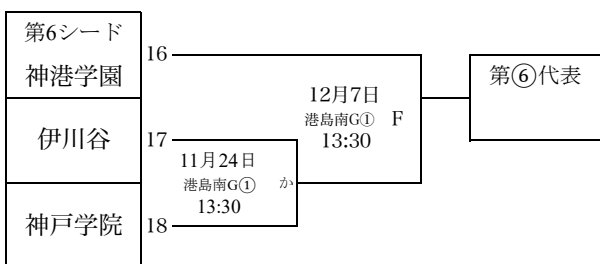 第6シード
神港学園
16
伊川谷
17
神戸学院
18
11月24日
港島南G①
13:30
か
12月7日
港島南G①
13:30
F
第⑥代表